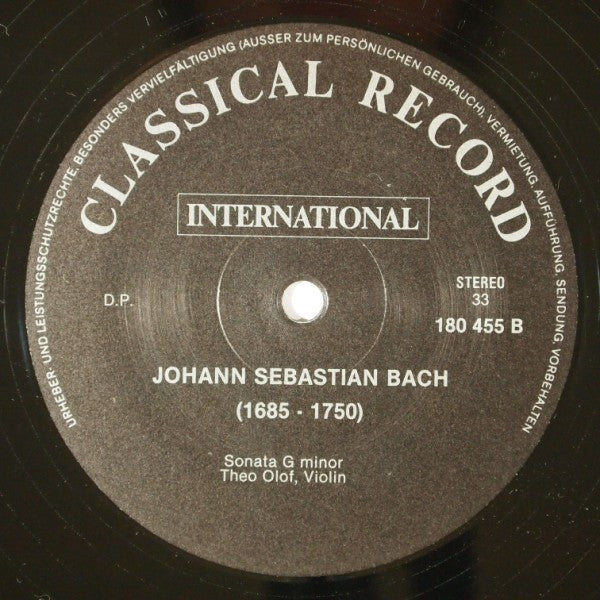 URHEBER- UND LEISTUNGSSCHUTZRECHTE, BESONDERS VERVIELFÄLTIGUNG (AUSSER ZUM PERSÖNLICHEN GEBRAUCH), VERMIETUNG, AUFFÜHRUNG, SENDUNG, VORBEHALTEN
CLASSICAL RECORD
INTERNATIONAL
D.P.
STEREO
33
180 455 B
JOHANN SEBASTIAN BACH
(1685 - 1750)
Sonata G minor
Theo Olof, Violin